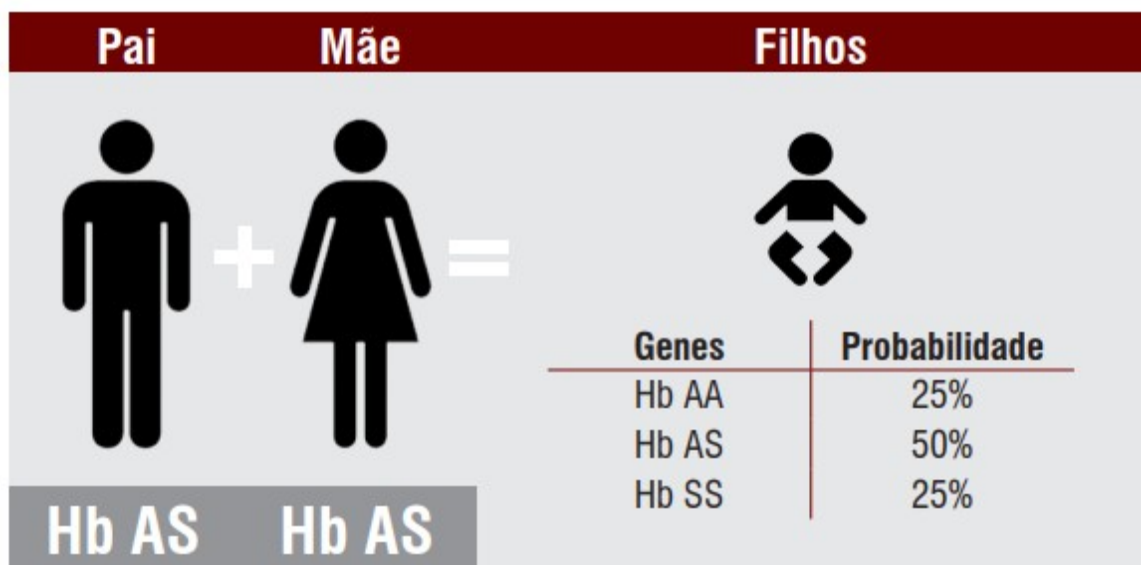 Pai Mãe Filhos
+ =
Genes Probabilidade
Hb AA 25%
Hb AS 50%
Hb SS 25%
Hb AS Hb AS